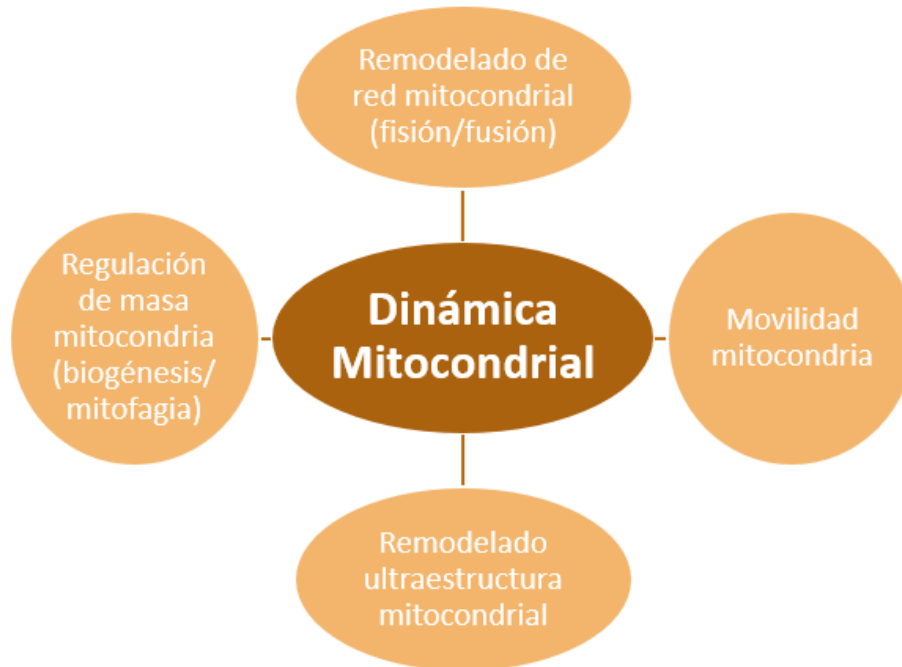 Remodelado de
red mitocondrial
(fisión/fusión)
Regulación
de masa
mitocondria
(biogénesis/
mitofagia)
Dinámica
Mitocondrial
Movilidad
mitocondria
Remodelado
ultraestructura
mitocondrial